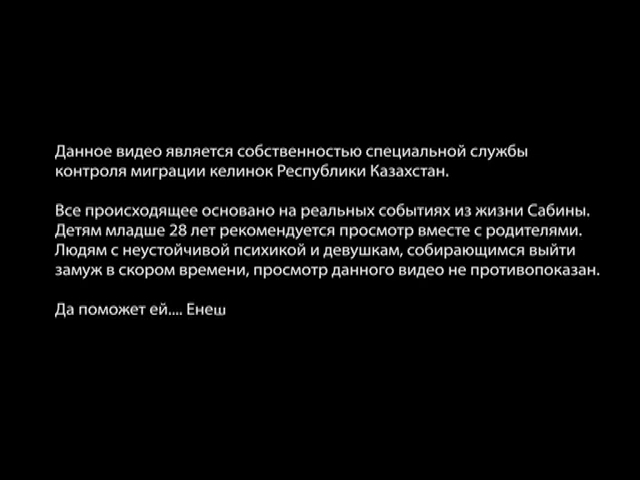 Данное видео является собственностью специальной службы
контроля миграции келинок Республики Казахстан.
Все происходящее основано на реальных событиях из жизни Сабины.
Детям младше 28 лет рекомендуется просмотр вместе с родителями.
Людям с неустойчивой психикой и девушкам, собирающимся выйти
замуж в скором времени, просмотр данного видео не противопоказан.
Да поможет ей.... Енеш